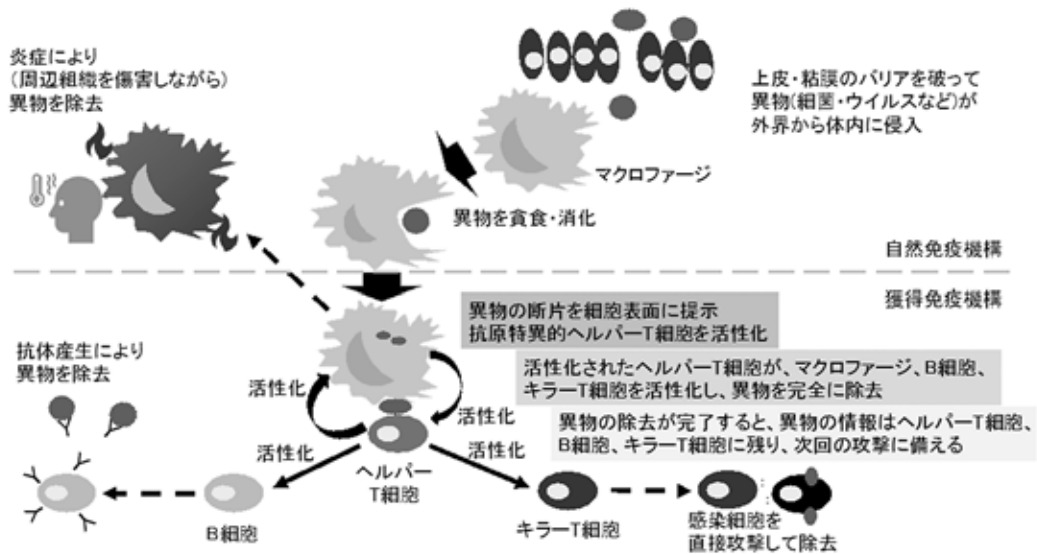 炎症により
(周辺組織を傷害しながら)
異物を除去
上皮・粘膜のバリアを破って
異物(細菌・ウイルスなど)が
外界から体内に侵入
マクロファージ
異物を貪食・消化
自然免疫機構
獲得免疫機構
異物の断片を細胞表面に提示
抗原特異的ヘルパーT細胞を活性化
抗体産生により
異物を除去
活性化されたヘルパーT細胞が、マクロファージ、B細胞、
キラーT細胞を活性化し、異物を完全に除去
活性化
活性化
異物の除去が完了すると、異物の情報はヘルパーT細胞、
B細胞、キラーT細胞に残り、次回の攻撃に備える
活性化
活性化
ヘルパー
T細胞
B細胞
キラーT細胞
感染細胞を
直接攻撃して除去